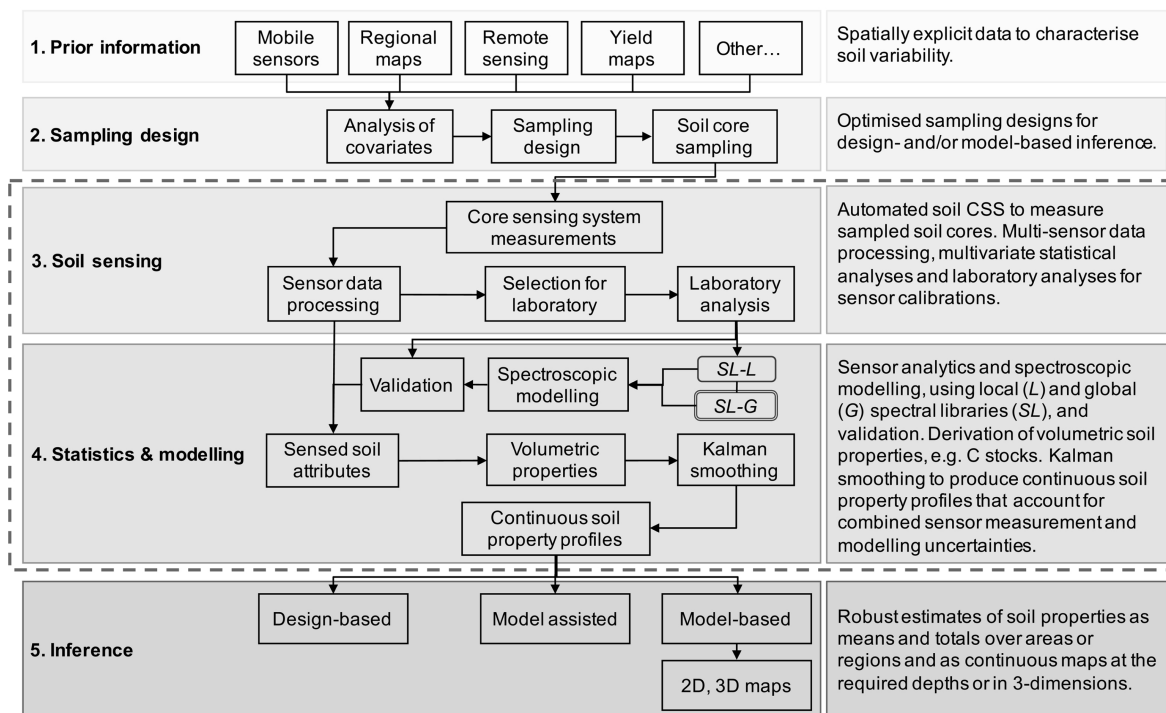 1. Prior information
Mobile
sensors
Regional
maps
Remote
sensing
Yield
maps
Other…
Spatially explicit data to characterise
soil variability.
2. Sampling design
Analysis of
covariates
Sampling
design
Soil core
sampling
Optimised sampling designs for
design- and/or model-based inference.
3. Soil sensing
Core sensing system
measurements
Sensor data
processing
Selection for
laboratory
Laboratory
analysis
Automated soil CSS to measure
sampled soil cores. Multi-sensor data
processing, multivariate statistical
analyses and laboratory analyses for
sensor calibrations.
4. Statistics & modelling
Validation
Spectroscopic
modelling
SL-L
SL-G
Sensed soil
attributes
Volumetric
properties
Kalman
smoothing
Continuous soil
property profiles
Sensor analytics and spectroscopic
modelling, using local (L) and global
(G) spectral libraries (SL), and
validation. Derivation of volumetric soil
properties, e.g. C stocks. Kalman
smoothing to produce continuous soil
property profiles that account for
combined sensor measurement and
modelling uncertainties.
5. Inference
Design-based
Model assisted
Model-based
2D, 3D maps
Robust estimates of soil properties as
means and totals over areas or
regions and as continuous maps at the
required depths or in 3-dimensions.